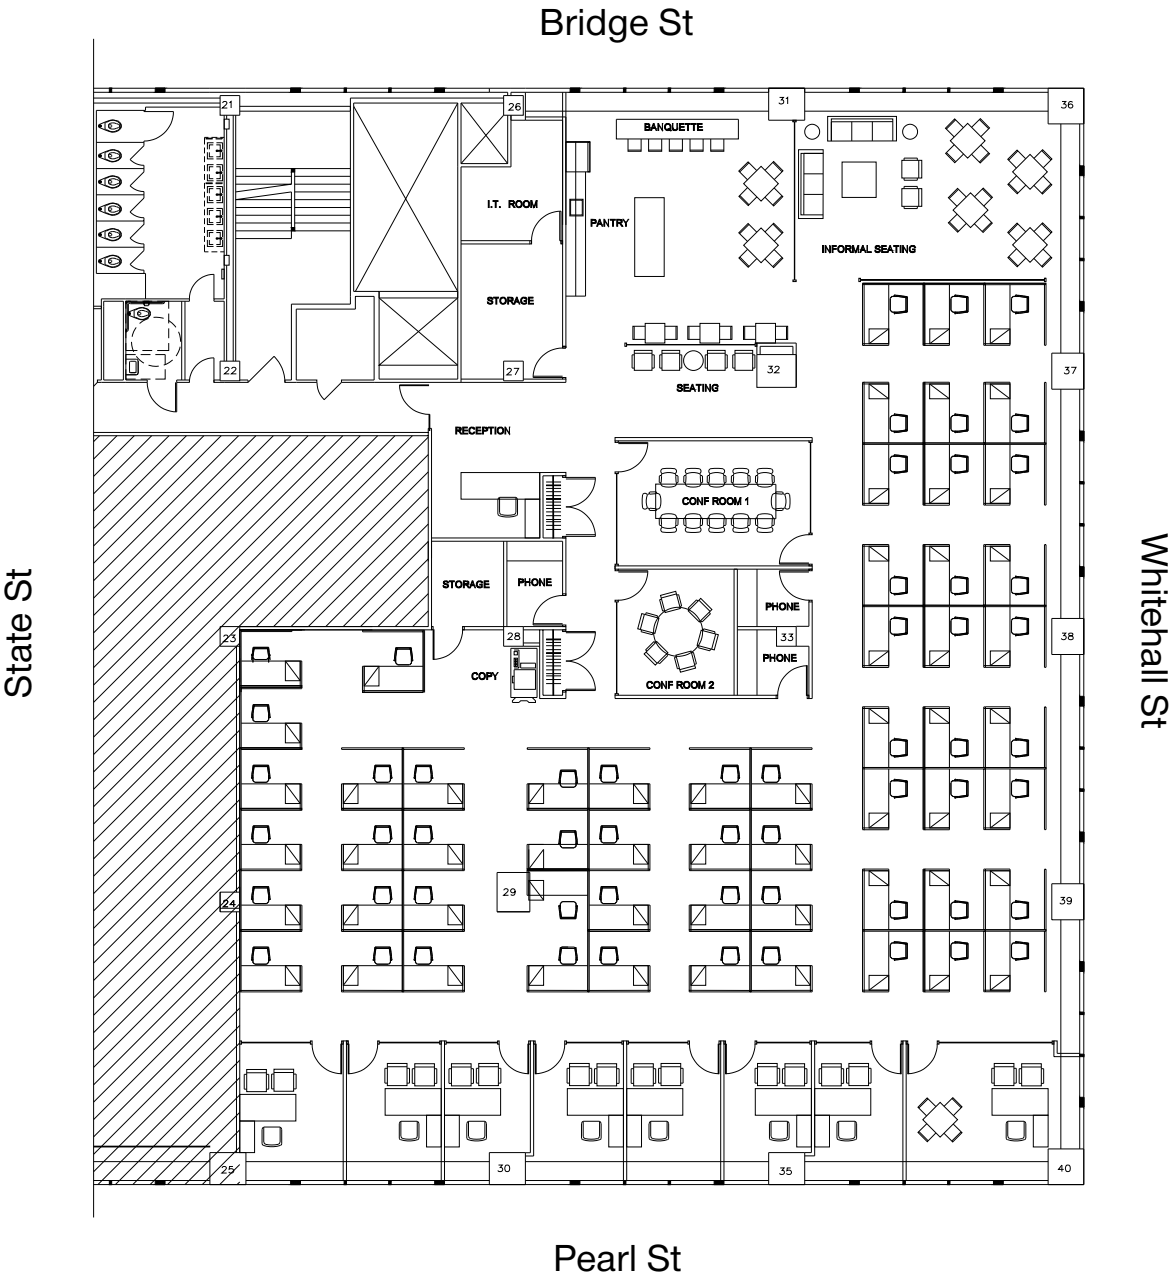 Bridge St
21
26
31
36
BANQUETTE
I.T. ROOM
PANTRY
INFORMAL SEATING
STORAGE
22
27
32
37
SEATING
RECEPTION
CONF ROOM 1
STORAGE
PHONE
PHONE
State St
Whitehall St
23
28
33
38
PHONE
COPY
CONF ROOM 2
24
29
39
25
30
35
40
Pearl St